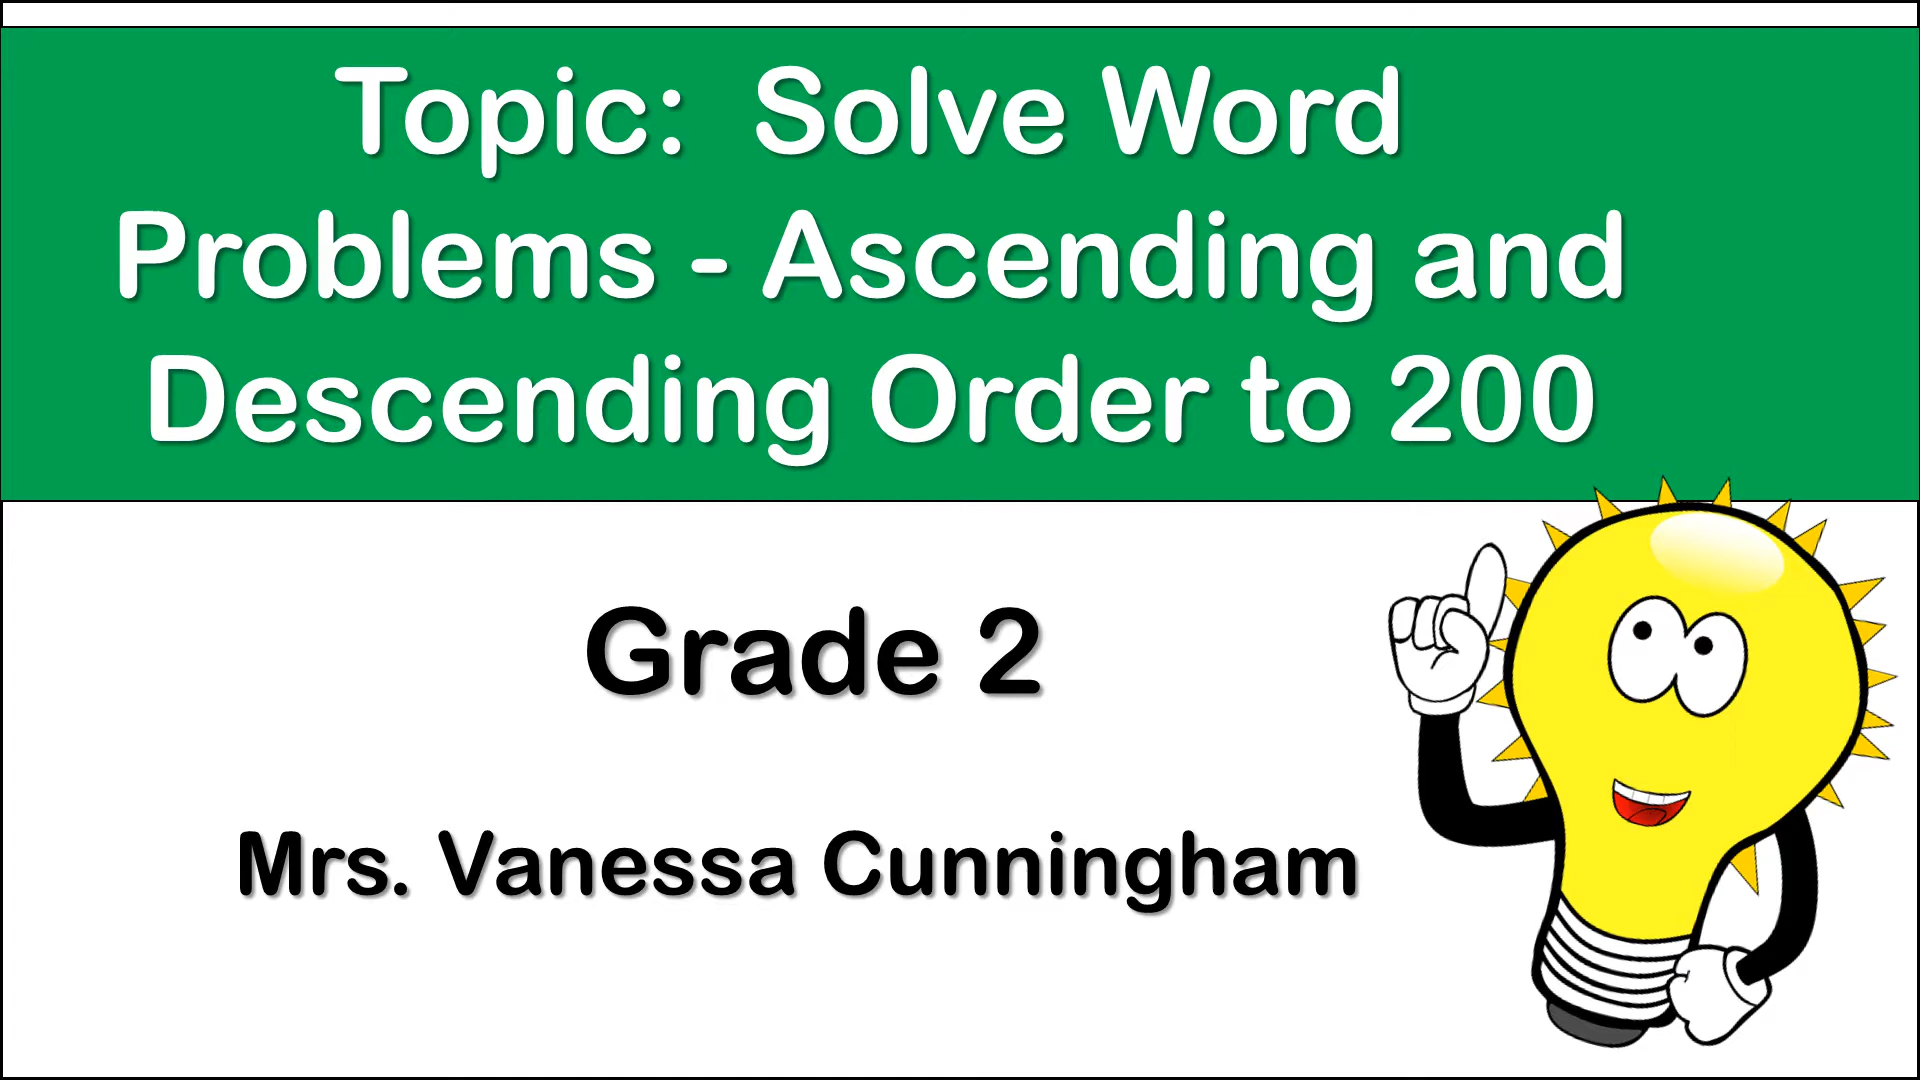 Topic:  Solve Word
Problems - Ascending and
Descending Order to 200
Grade 2
Mrs. Vanessa Cunningham